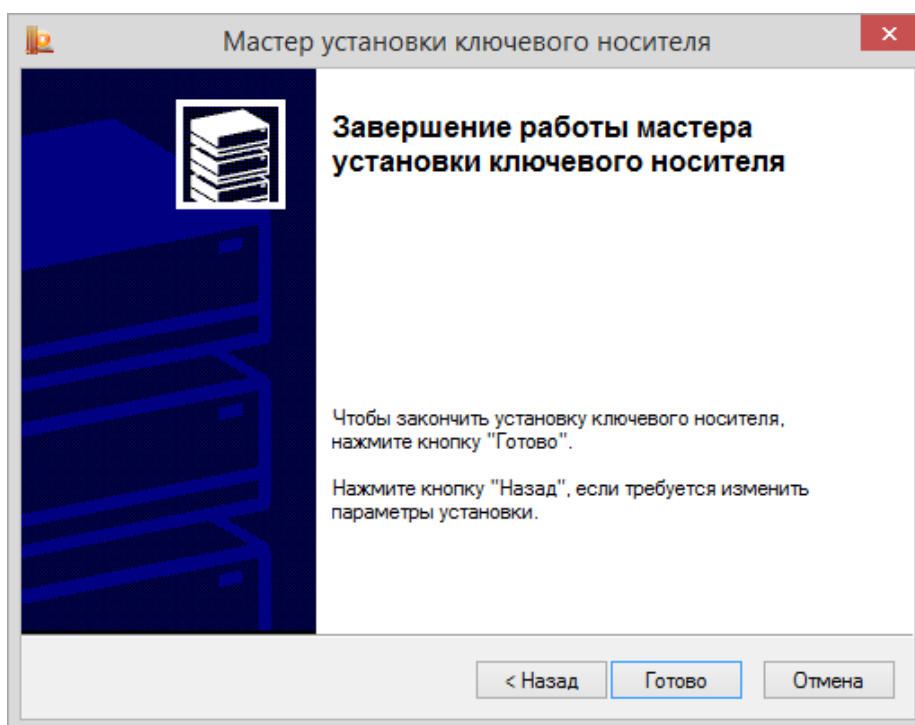 Мастер установки ключевого носителя
Завершение работы мастера
установки ключевого носителя
Чтобы закончить установку ключевого носителя,
нажмите кнопку "Готово".
Нажмите кнопку "Назад", если требуется изменить
параметры установки.
< Назад
Готово
Отмена